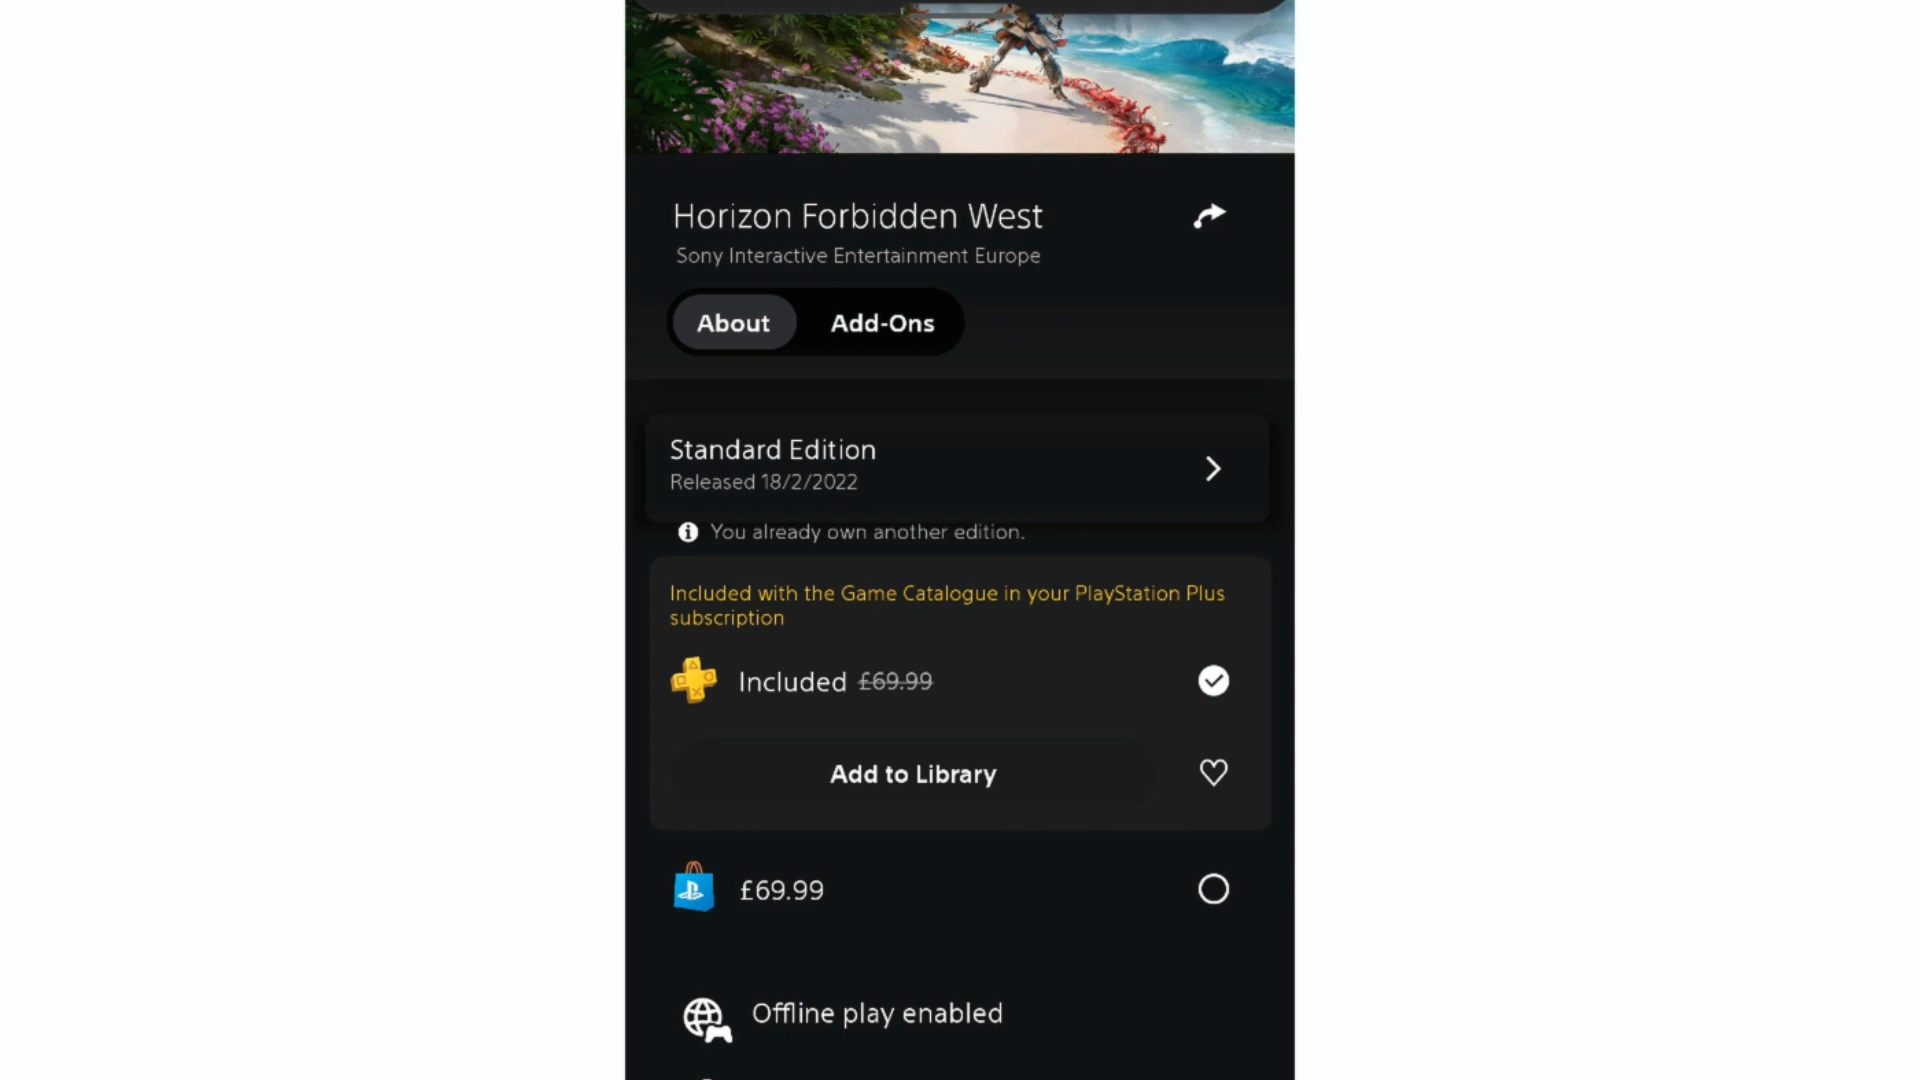 Horizon Forbidden West
Sony Interactive Entertainment Europe
About
Add-Ons
Standard Edition
Released 18/2/2022
You already own another edition.
Included with the Game Catalogue in your PlayStation Plus
subscription
Included £69.99
Add to Library
£69.99
Offline play enabled